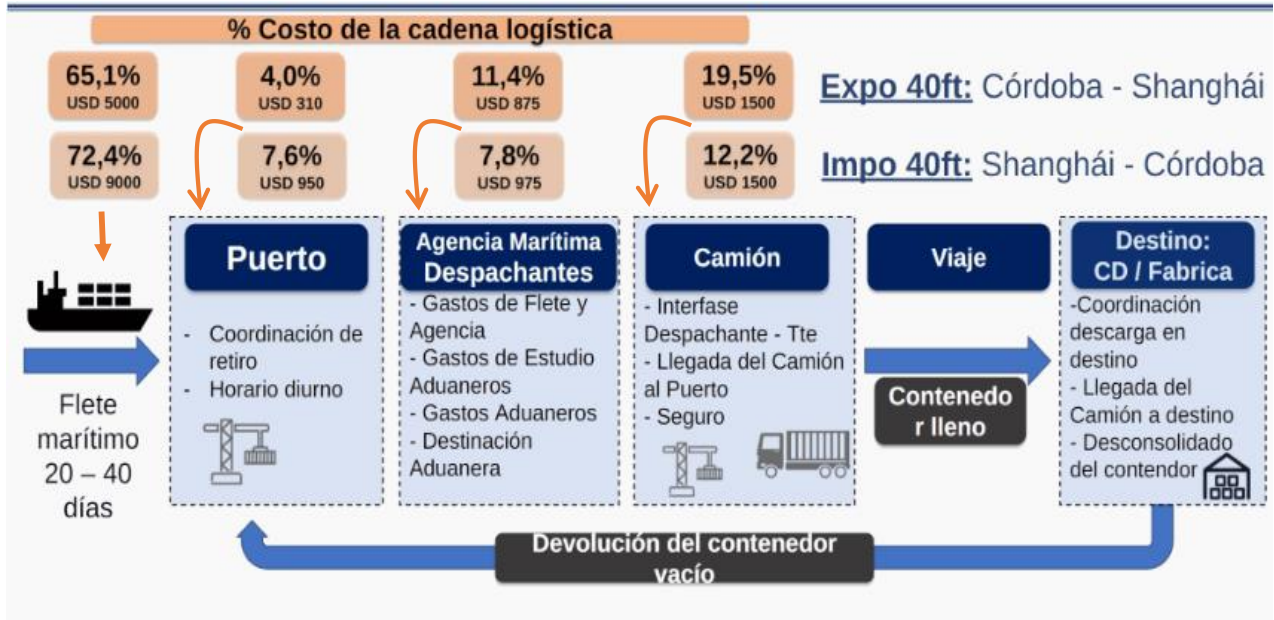 % Costo de la cadena logística
65,1%
USD 5000
4,0%
USD 310
11,4%
USD 875
19,5%
USD 1500
Expo 40ft: Córdoba - Shanghái
72,4%
USD 9000
7,6%
USD 950
7,8%
USD 975
12,2%
USD 1500
Impo 40ft: Shanghái - Córdoba
Flete
marítimo
20 – 40
días
Puerto
- Coordinación de
retiro
- Horario diurno
Agencia Marítima
Despachantes
- Gastos de Flete y
Agencia
- Gastos de Estudio
Aduaneros
- Gastos Aduaneros
- Destinación
Aduanera
Camión
- Interfase
Despachante - Tte
- Llegada del Camión
al Puerto
- Seguro
Viaje
Contenedo
r lleno
Destino:
CD / Fabrica
-Coordinación
descarga en
destino
- Llegada del
Camión a destino
- Desconsolidado
del contendor
Devolución del contenedor
vacío